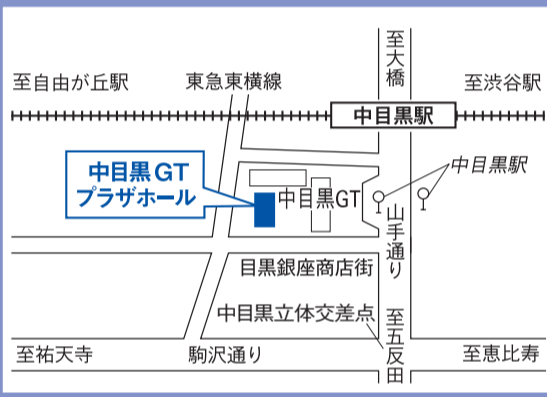 至大橋
至自由が丘駅
東急東横線
至渋谷駅
中目黒駅
中目黒駅
中目黒GT
プラザホール
中目黒GT
山手通り
目黒銀座商店街
中目黒立体交差点
至五反田
至祐天寺
駒沢通り
至恵比寿